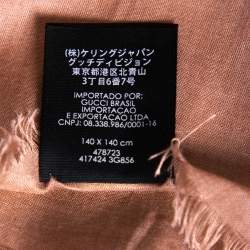 (株)ケリングジャパン
グッチディビジョン
東京都港区北青山
3丁目6番7号
IMPORTADO POR:
GUCCI BRASIL
IMPORTACAO
E EXPORTACAO LTDA
CNPJ: 08.338.986/0001-16
140 X 140 cm
478723
417424 3G856